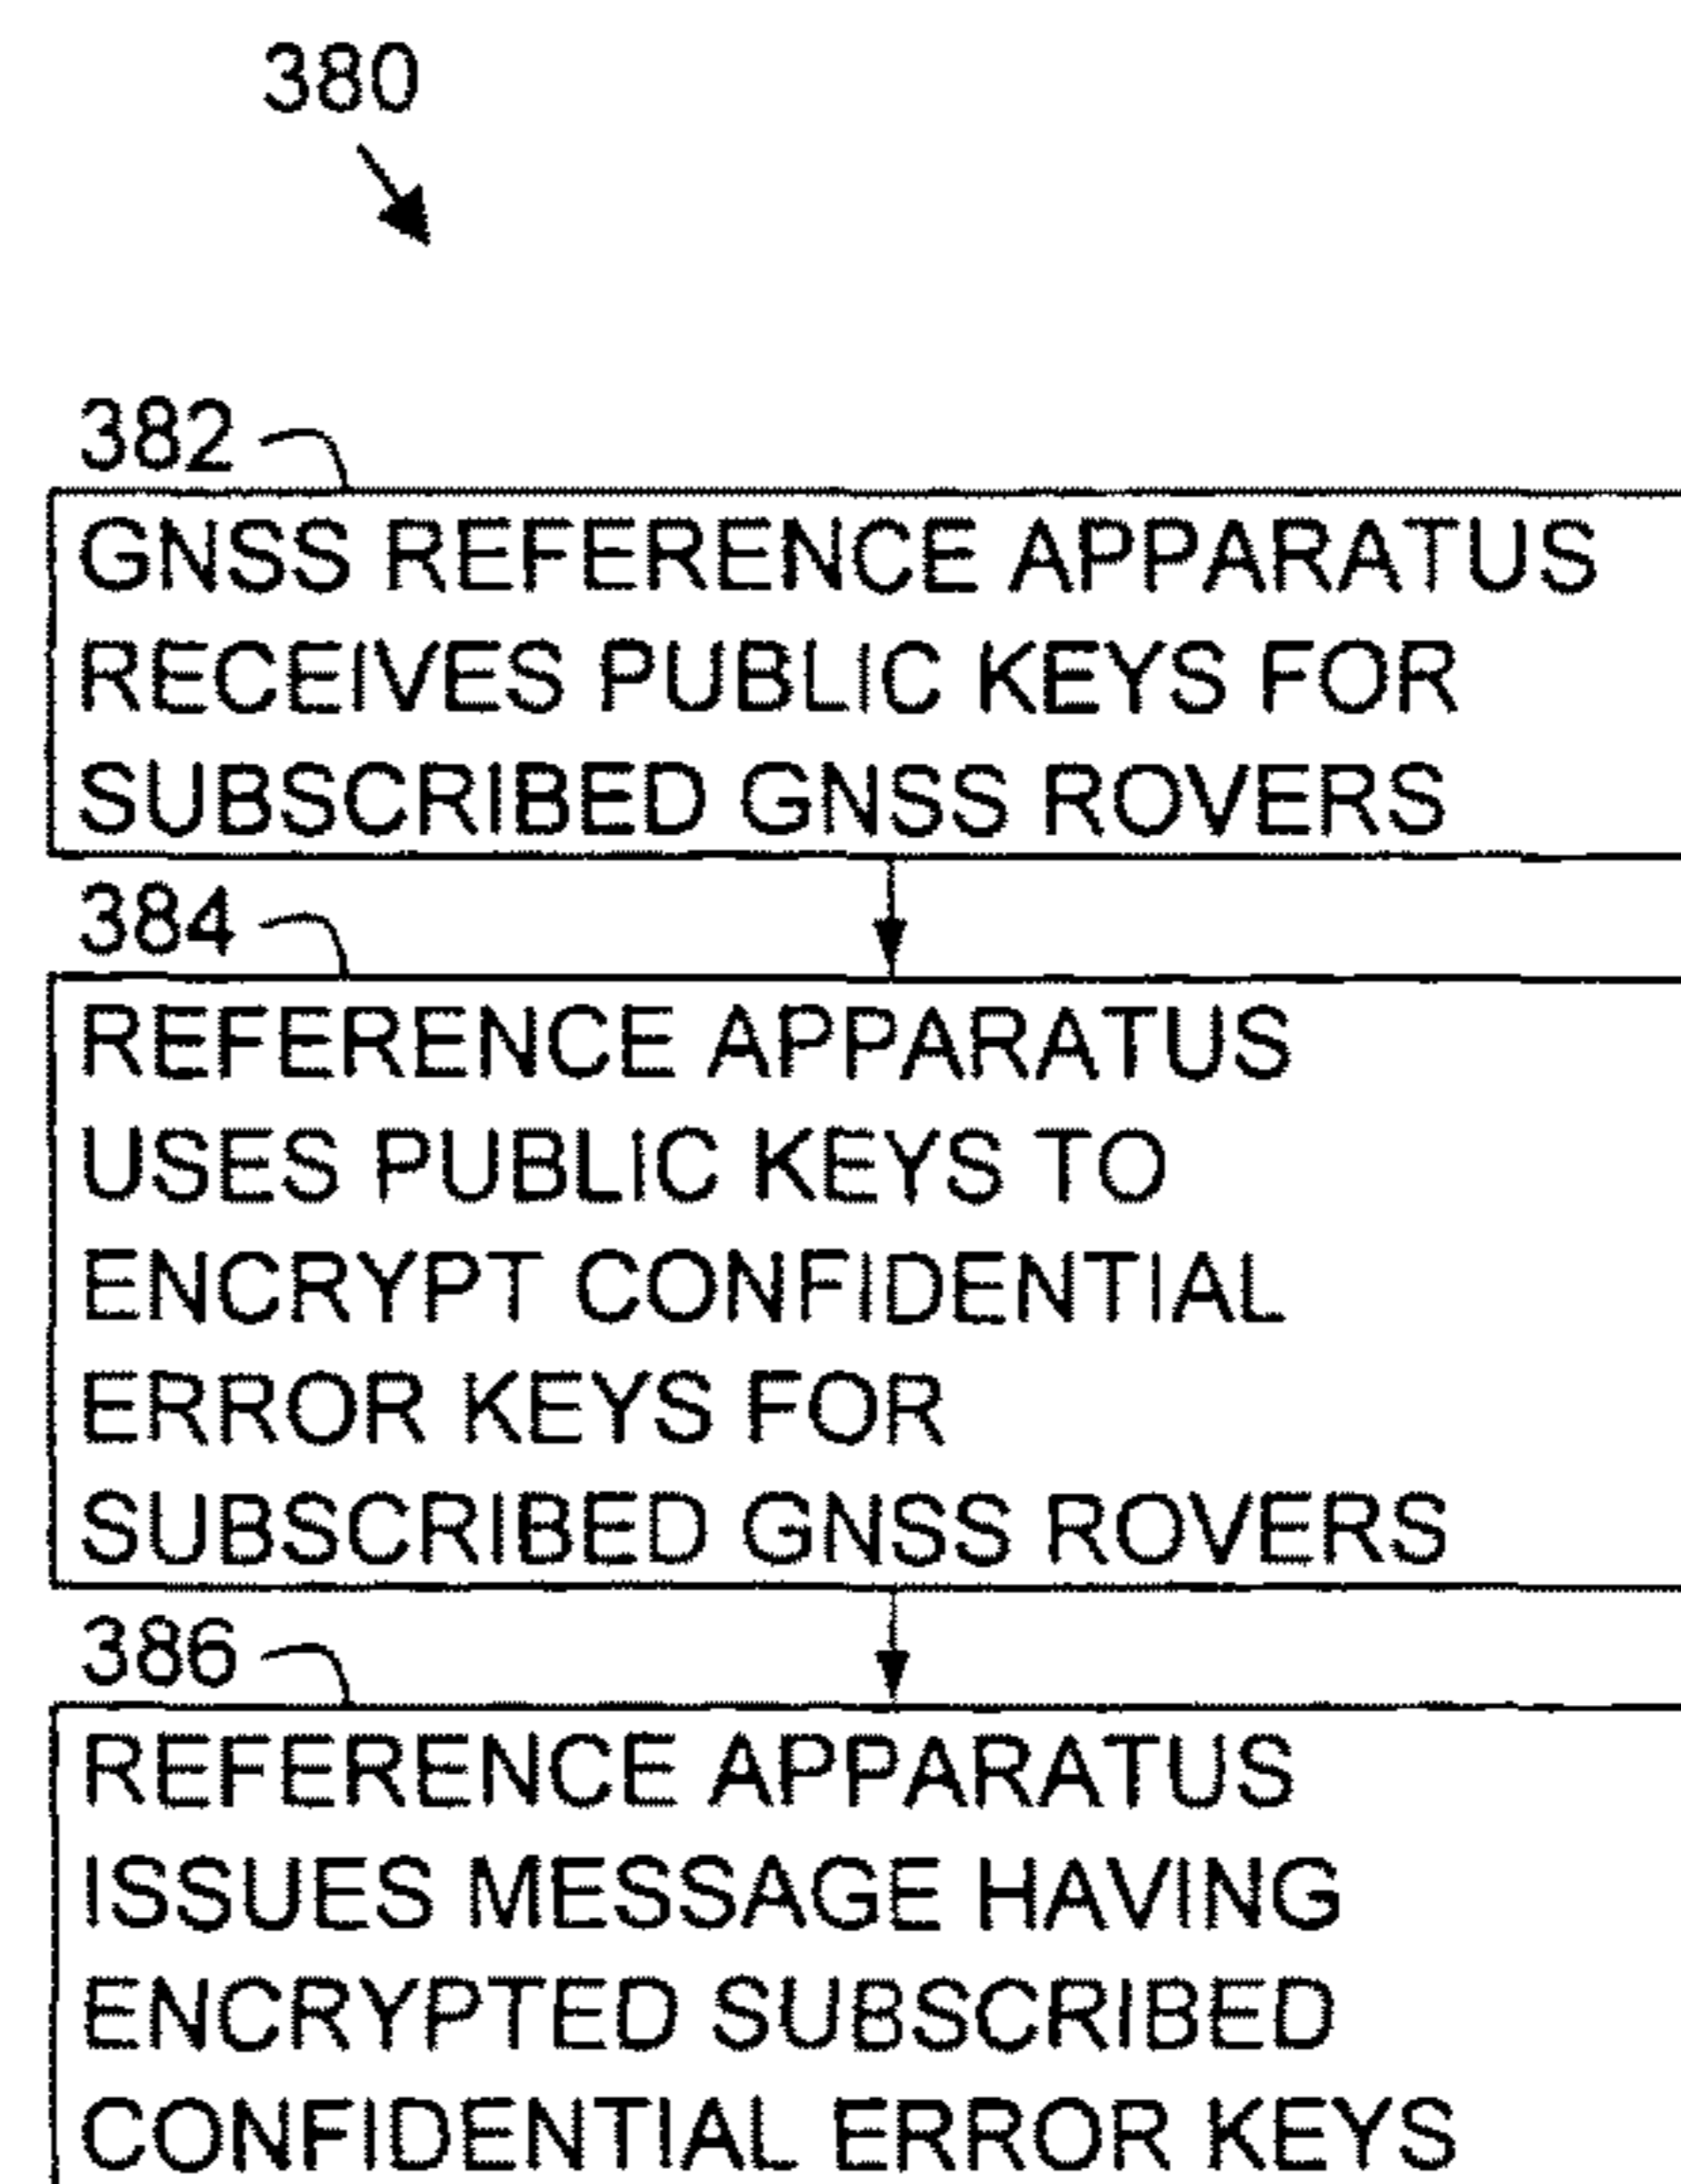 380
382
GNSS REFERENCE APPARATUS
RECEIVES PUBLIC KEYS FOR
SUBSCRIBED GNSS ROVERS
384
REFERENCE APPARATUS
USES PUBLIC KEYS TO
ENCRYPT CONFIDENTIAL
ERROR KEYS FOR
SUBSCRIBED GNSS ROVERS
386
REFERENCE APPARATUS
ISSUES MESSAGE HAVING
ENCRYPTED SUBSCRIBED
CONFIDENTIAL ERROR KEYS